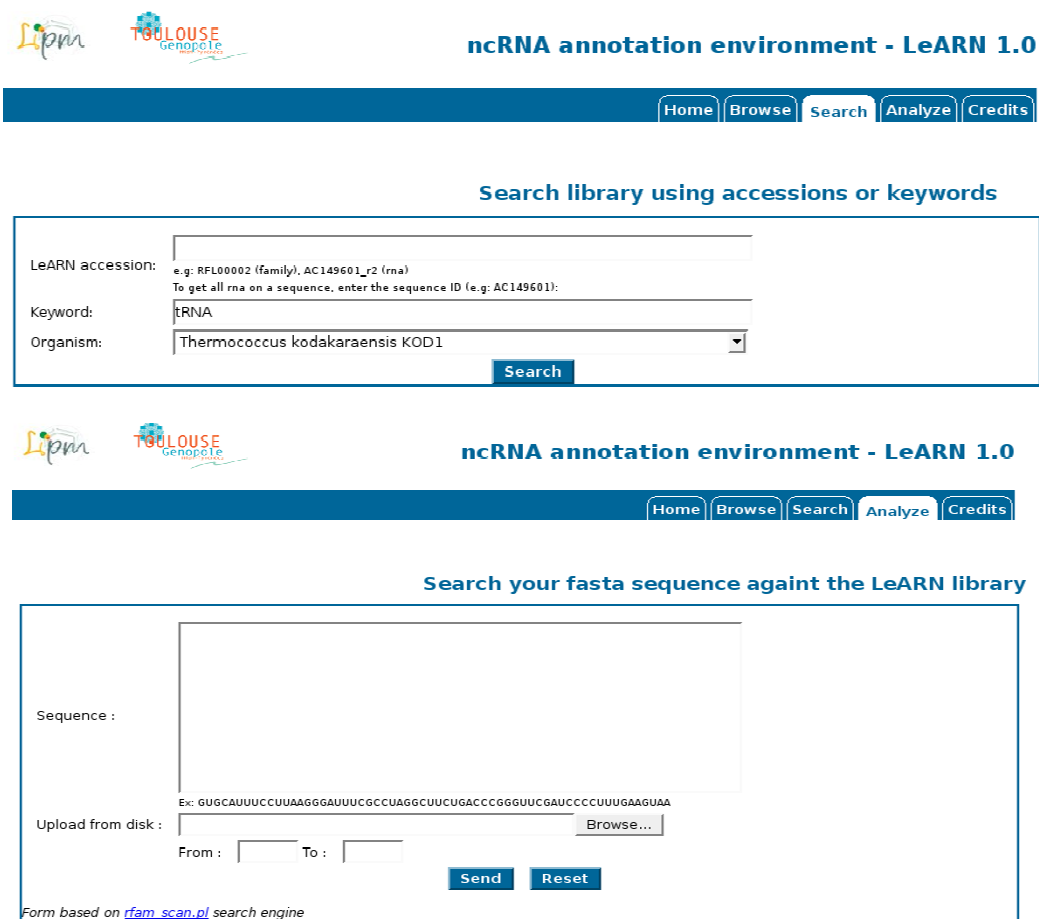 Lipm
TOULOUSE
Genopole
ncRNA annotation environment - LeARN 1.0
Home Browse Search Analyze Credits
Search library using accessions or keywords
LeARN accession:
e.g: RFL00002 (family), AC149601_r2 (rna)
To get all rna on a sequence, enter the sequence ID (e.g: AC149601):
Keyword: tRNA
Organism: Thermococcus kodakaraensis KOD1
Search
Lipm
TOULOUSE
Genopole
ncRNA annotation environment - LeARN 1.0
Home Browse Search Analyze Credits
Search your fasta sequence againt the LeARN library
Sequence :
Ex: GUGCAUUUCCUUAAGGGAUUUCGCCUAGGCUUCUGACCCGGGUUCGAUCCCCUUUGAAGUAA
Upload from disk : Browse...
From : To :
Send Reset
Form based on rfam_scan.pl search engine